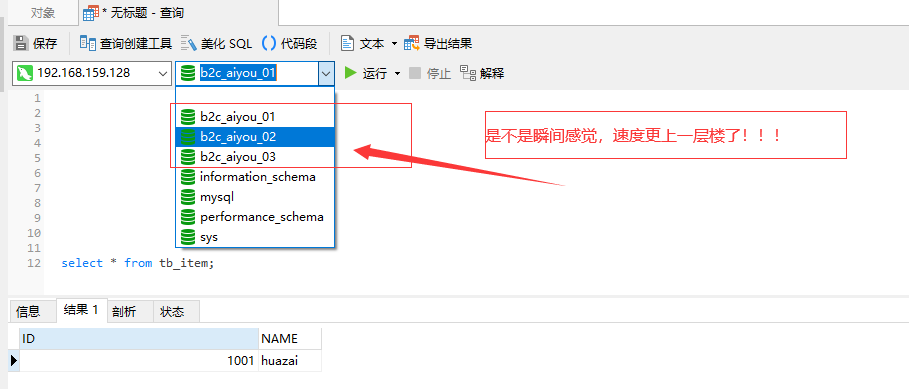 对象
* 无标题 - 查询
保存 查询创建工具 美化 SQL 代码段 文本 导出结果
192.168.159.128 b2c_aiyou_01 运行 停止 解释
1
2
3
4
5
6
7
8
9
10
11
12 select * from tb_item;
b2c_aiyou_01
b2c_aiyou_02
b2c_aiyou_03
information_schema
mysql
performance_schema
sys
是不是瞬间感觉，速度更上一层楼了！！！
信息 结果 1 剖析 状态
ID NAME
1001 huazai